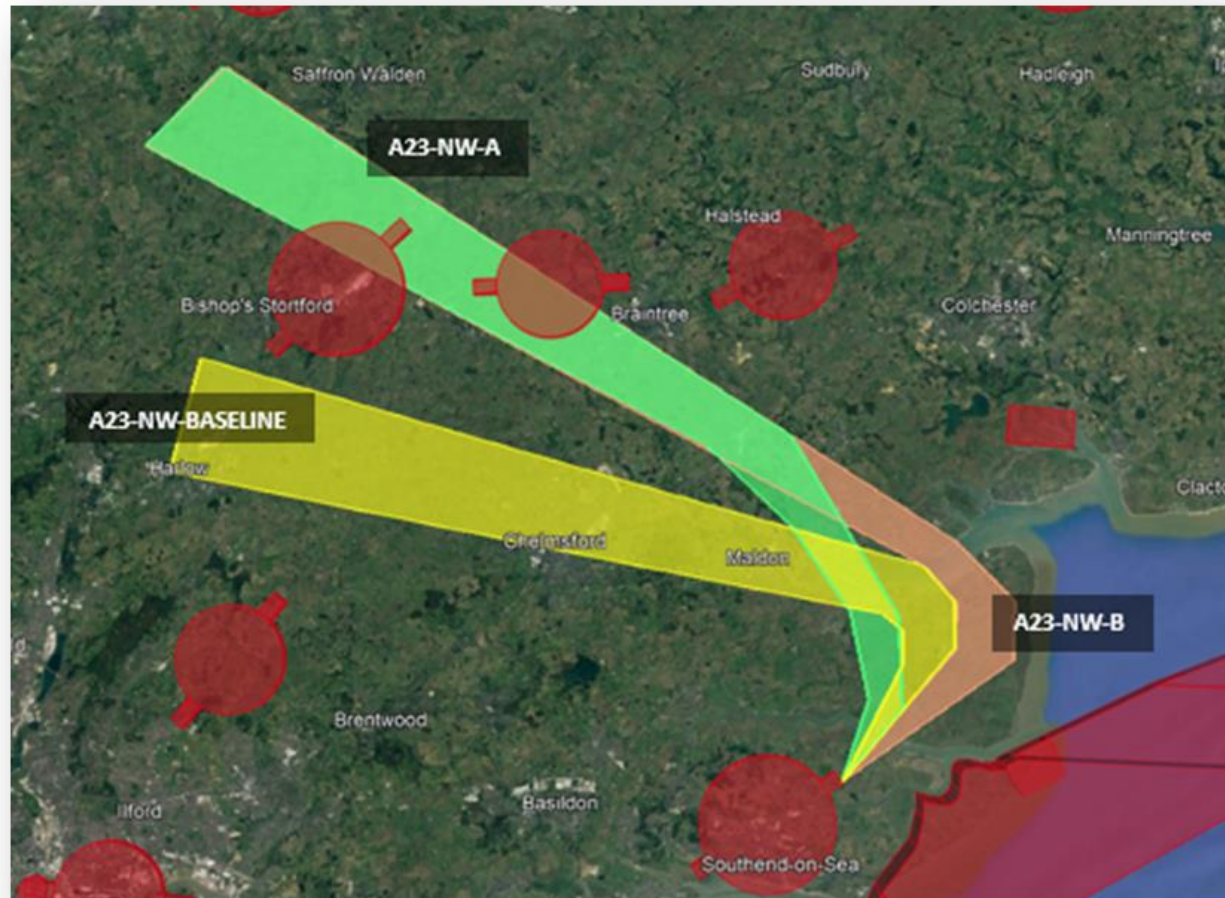 Saffron Walden
Sudbury
Hadleigh
A23-NW-A
Halstead
Manningtree
Bishop's Stortford
Braintree
Colchester
A23-NW-BASELINE
Harlow
Clacto
Chelmsford
Maldon
A23-NW-B
Brentwood
Basildon
Ilford
Southend-on-Sea